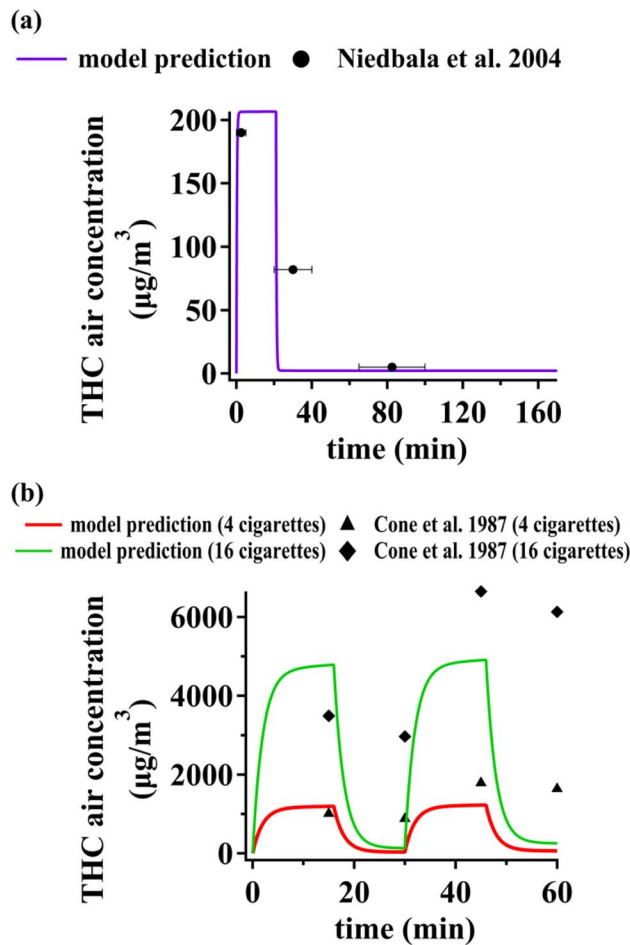 (a)
model prediction Niedbala et al. 2004
THC air concentration
(μg/m³)
200
150
100
50
0
0 40 80 120 160
time (min)
(b)
model prediction (4 cigarettes) Cone et al. 1987 (4 cigarettes)
model prediction (16 cigarettes) Cone et al. 1987 (16 cigarettes)
THC air concentration
(μg/m³)
6000
4000
2000
0
0 20 40 60
time (min)